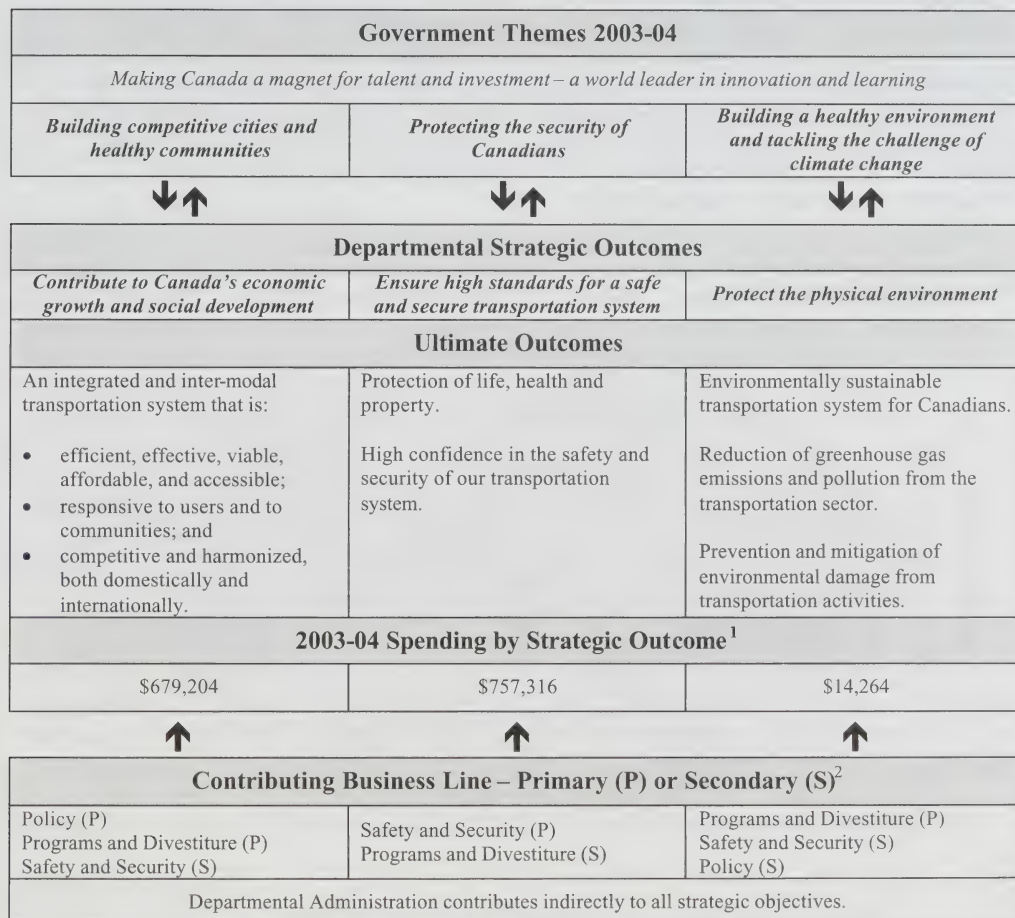 Government Themes 2003-04
Making Canada a magnet for talent and investment – a world leader in innovation and learning
Building competitive cities and
healthy communities
Protecting the security of
Canadians
Building a healthy environment
and tackling the challenge of
climate change
Departmental Strategic Outcomes
Contribute to Canada's economic
growth and social development
Ensure high standards for a safe
and secure transportation system
Protect the physical environment
Ultimate Outcomes
An integrated and inter-modal
transportation system that is:
• efficient, effective, viable,
affordable, and accessible;
• responsive to users and to
communities; and
• competitive and harmonized,
both domestically and
internationally.
Protection of life, health and
property.
High confidence in the safety and
security of our transportation
system.
Environmentally sustainable
transportation system for Canadians.
Reduction of greenhouse gas
emissions and pollution from the
transportation sector.
Prevention and mitigation of
environmental damage from
transportation activities.
2003-04 Spending by Strategic Outcome¹
$679,204
$757,316
$14,264
Contributing Business Line – Primary (P) or Secondary (S)²
Policy (P)
Programs and Divestiture (P)
Safety and Security (S)
Safety and Security (P)
Programs and Divestiture (S)
Programs and Divestiture (P)
Safety and Security (S)
Policy (S)
Departmental Administration contributes indirectly to all strategic objectives.